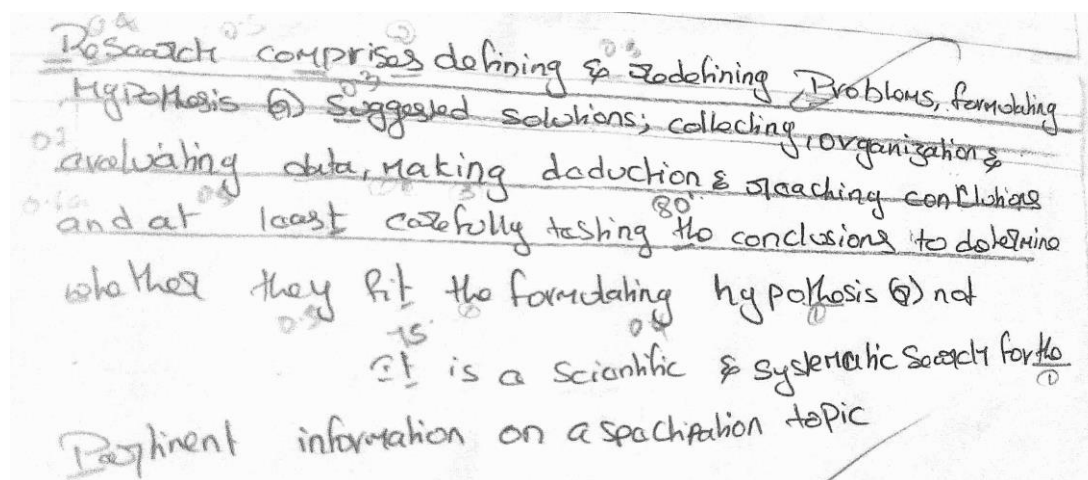 Research comprises defining & redefining Problems, formulating
Hypothesis (or) Suggested solutions; collecting, organization &
evaluating data, making deduction & reaching conclusions
and at least carefully testing the conclusions to determine
whether they fit the formulating hypothesis (or) not
It is a scientific & systematic Search for the
Pertinent information on a topic